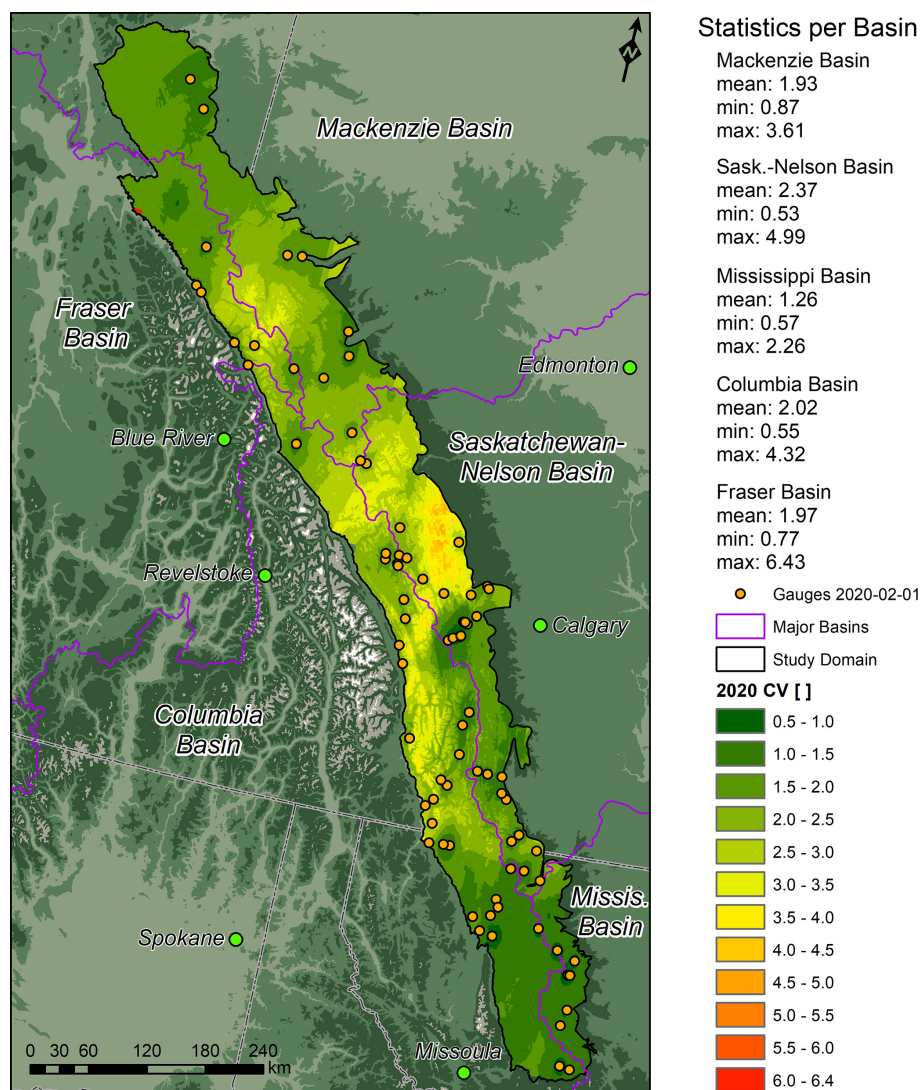 Mackenzie Basin
Fraser
Basin
Edmonton
Blue River
Saskatchewan-
Nelson Basin
Revelstoke
Calgary
Columbia
Basin
Missis.
Basin
Spokane
Missoula
0 30 60 120 180 240
km
N
Statistics per Basin
Mackenzie Basin
mean: 1.93
min: 0.87
max: 3.61
Sask.-Nelson Basin
mean: 2.37
min: 0.53
max: 4.99
Mississippi Basin
mean: 1.26
min: 0.57
max: 2.26
Columbia Basin
mean: 2.02
min: 0.55
max: 4.32
Fraser Basin
mean: 1.97
min: 0.77
max: 6.43
Gauges 2020-02-01
Major Basins
Study Domain
2020 CV [ ]
0.5 - 1.0
1.0 - 1.5
1.5 - 2.0
2.0 - 2.5
2.5 - 3.0
3.0 - 3.5
3.5 - 4.0
4.0 - 4.5
4.5 - 5.0
5.0 - 5.5
5.5 - 6.0
6.0 - 6.4